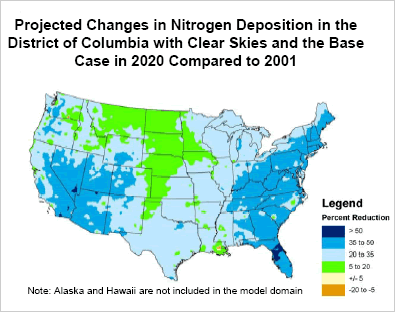 Projected Changes in Nitrogen Deposition in the
District of Columbia with Clear Skies and the Base
Case in 2020 Compared to 2001
Legend
Percent Reduction
> 50
35 to 50
20 to 35
5 to 20
+/- 5
-20 to -5
Note: Alaska and Hawaii are not included in the model domain